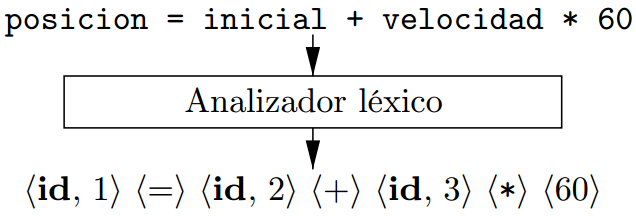 posicion = inicial + velocidad * 60
Analizador léxico
⟨id, 1⟩ ⟨=⟩ ⟨id, 2⟩ ⟨+⟩ ⟨id, 3⟩ ⟨*⟩ ⟨60⟩